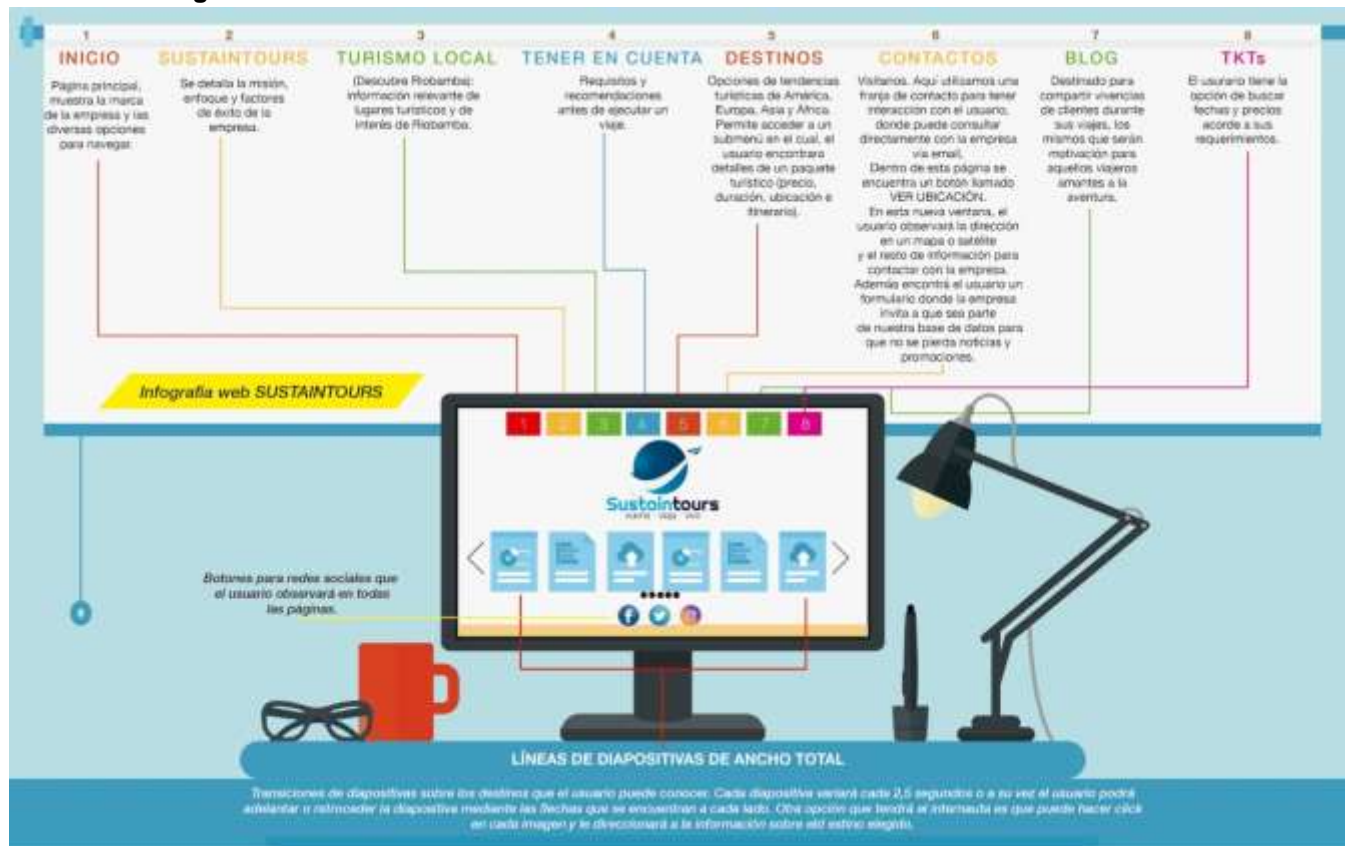 1 2 3 4 5 6 7 8
INICIO
Página principal,
muestra la marca
de la empresa y las
diversas opciones
para navegar.
SUSTAINTOURS
Se detalla la misión,
enfoque y factores
de éxito de la
empresa.
TURISMO LOCAL
(Descubre Riobamba):
información relevante de
lugares turísticos y de
interés de Riobamba.
TENER EN CUENTA
Requisitos y
recomendaciones
antes de ejecutar un
viaje.
DESTINOS
Opciones de tendencias
turísticas de América,
Europa, Asia y África.
Permite acceder a un
submenú en el cual, el
usuario encontrara
detalles de un paquete
turístico (precio,
duración, ubicación e
itinerario).
CONTACTOS
Visítanos. Aquí utilizamos una
franja de contacto para tener
interacción con el usuario,
donde puede consultar
directamente con la empresa
vía email.
Dentro de esta página se
encuentra un botón llamado
VER UBICACIÓN.
En esta nueva ventana, el
usuario observará la dirección
en un mapa o satélite
y el resto de información para
contactar con la empresa.
Además encontrá el usuario un
formulario donde la empresa
invita a que sea parte
de nuestra base de datos para
que no se pierda noticias y
promociones.
BLOG
Destinado para
compartir vivencias
de clientes durante
sus viajes, los
mismos que serán
motivación para
aquellos viajeros
amantes a la
aventura.
TKTs
El usurario tiene la
opción de buscar
fechas y precios
acorde a sus
requerimientos.
Infografía web SUSTAINTOURS
1 2 3 4 5 6 7 8
Sustaintours
Botones para redes sociales que
el usuario observará en todas
las páginas.
LÍNEAS DE DIAPOSITIVAS DE ANCHO TOTAL
Transiciones de diapositivas sobre los destinos que el usuario puede conocer. Cada diapositiva variará cada 2,5 segundos o a su vez el usuario podrá
adelantar o retroceder la diapositiva mediante las flechas que se encuentran a cada lado. Otra opción que tendrá el internauta es que puede hacer click
en cada imagen y le direccionará a la información sobre eld estino elegido.